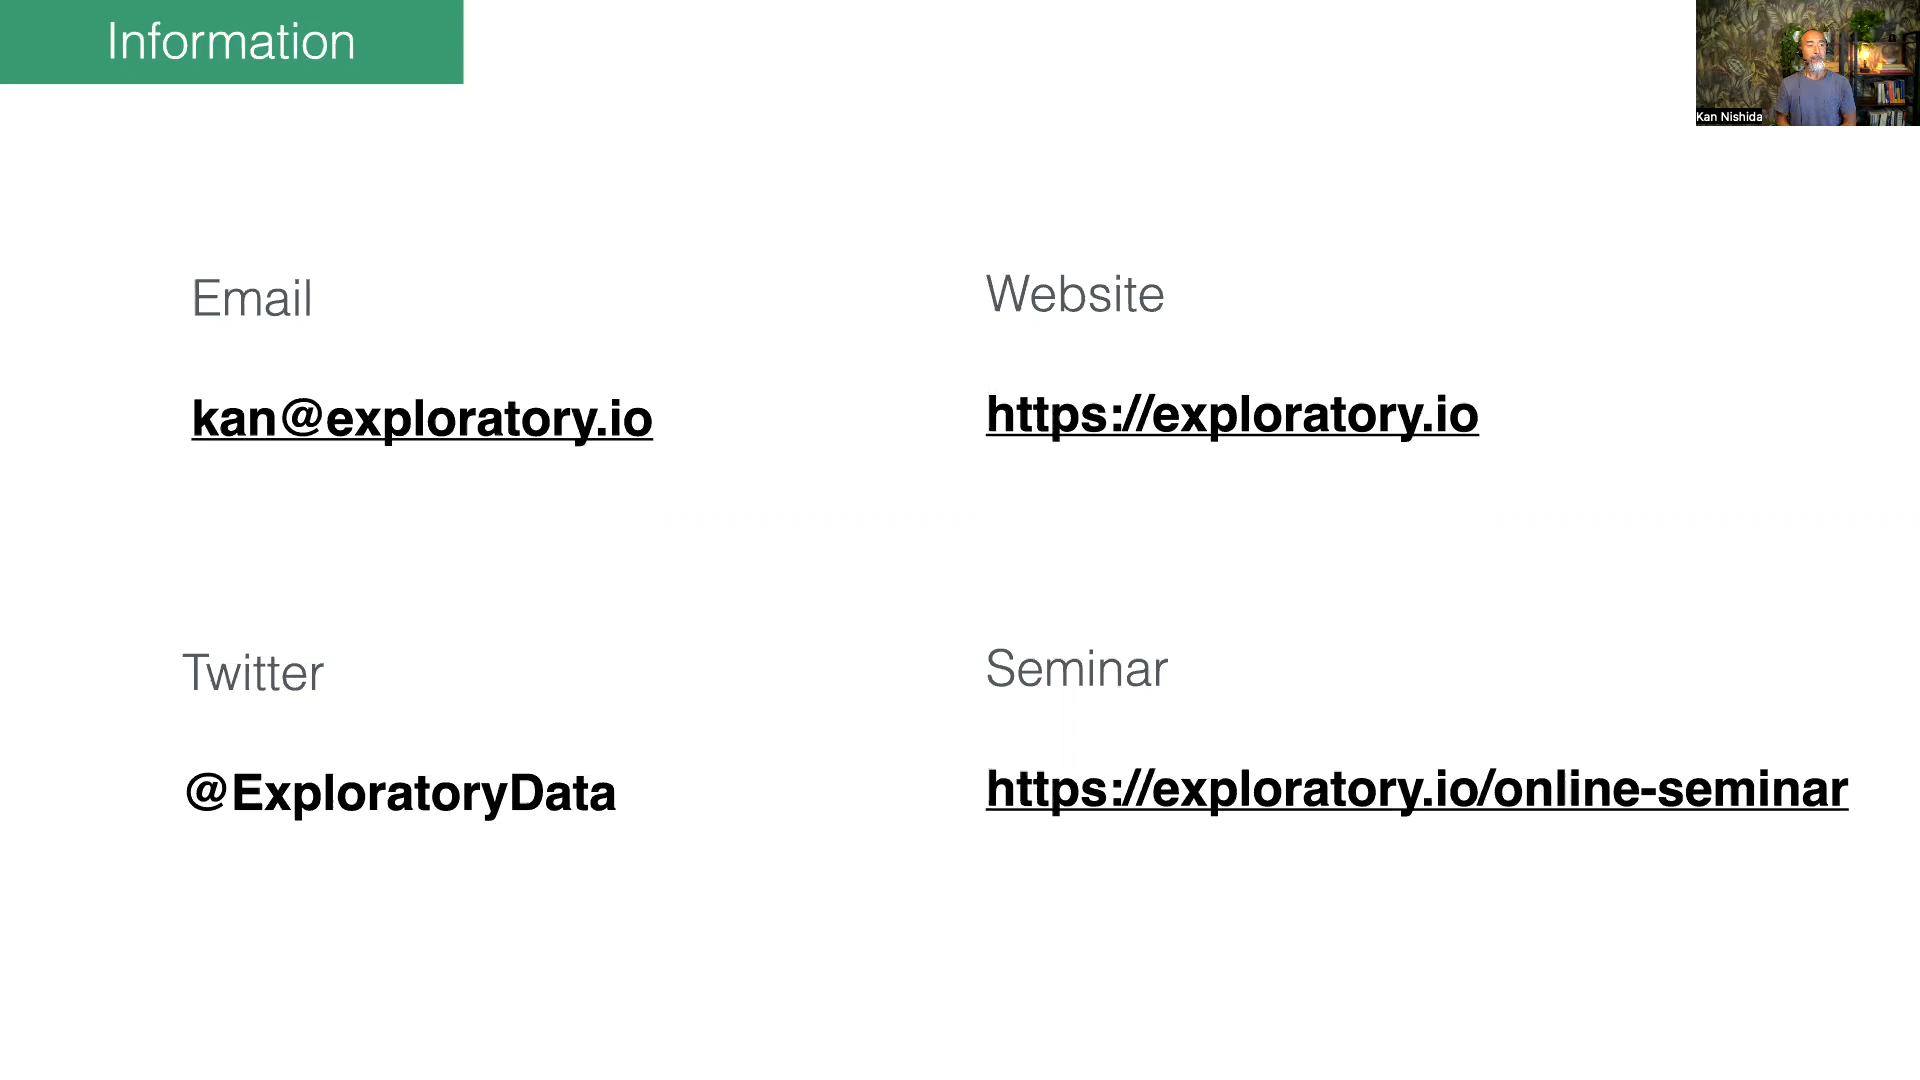 Information
Kan Nishida
Email
kan@exploratory.io
Website
https://exploratory.io
Twitter
@ExploratoryData
Seminar
https://exploratory.io/online-seminar